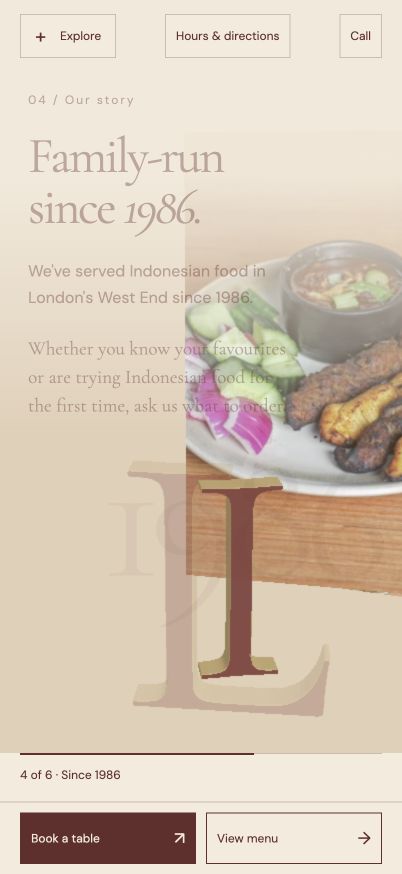 + Explore
Hours & directions
Call
04 / Our story
Family-run
since 1986.
We've served Indonesian food in
London's West End since 1986.
Whether you know your favourites
or are trying Indonesian food for
the first time, ask us what to order.
1986
L
I
4 of 6 · Since 1986
Book a table
View menu